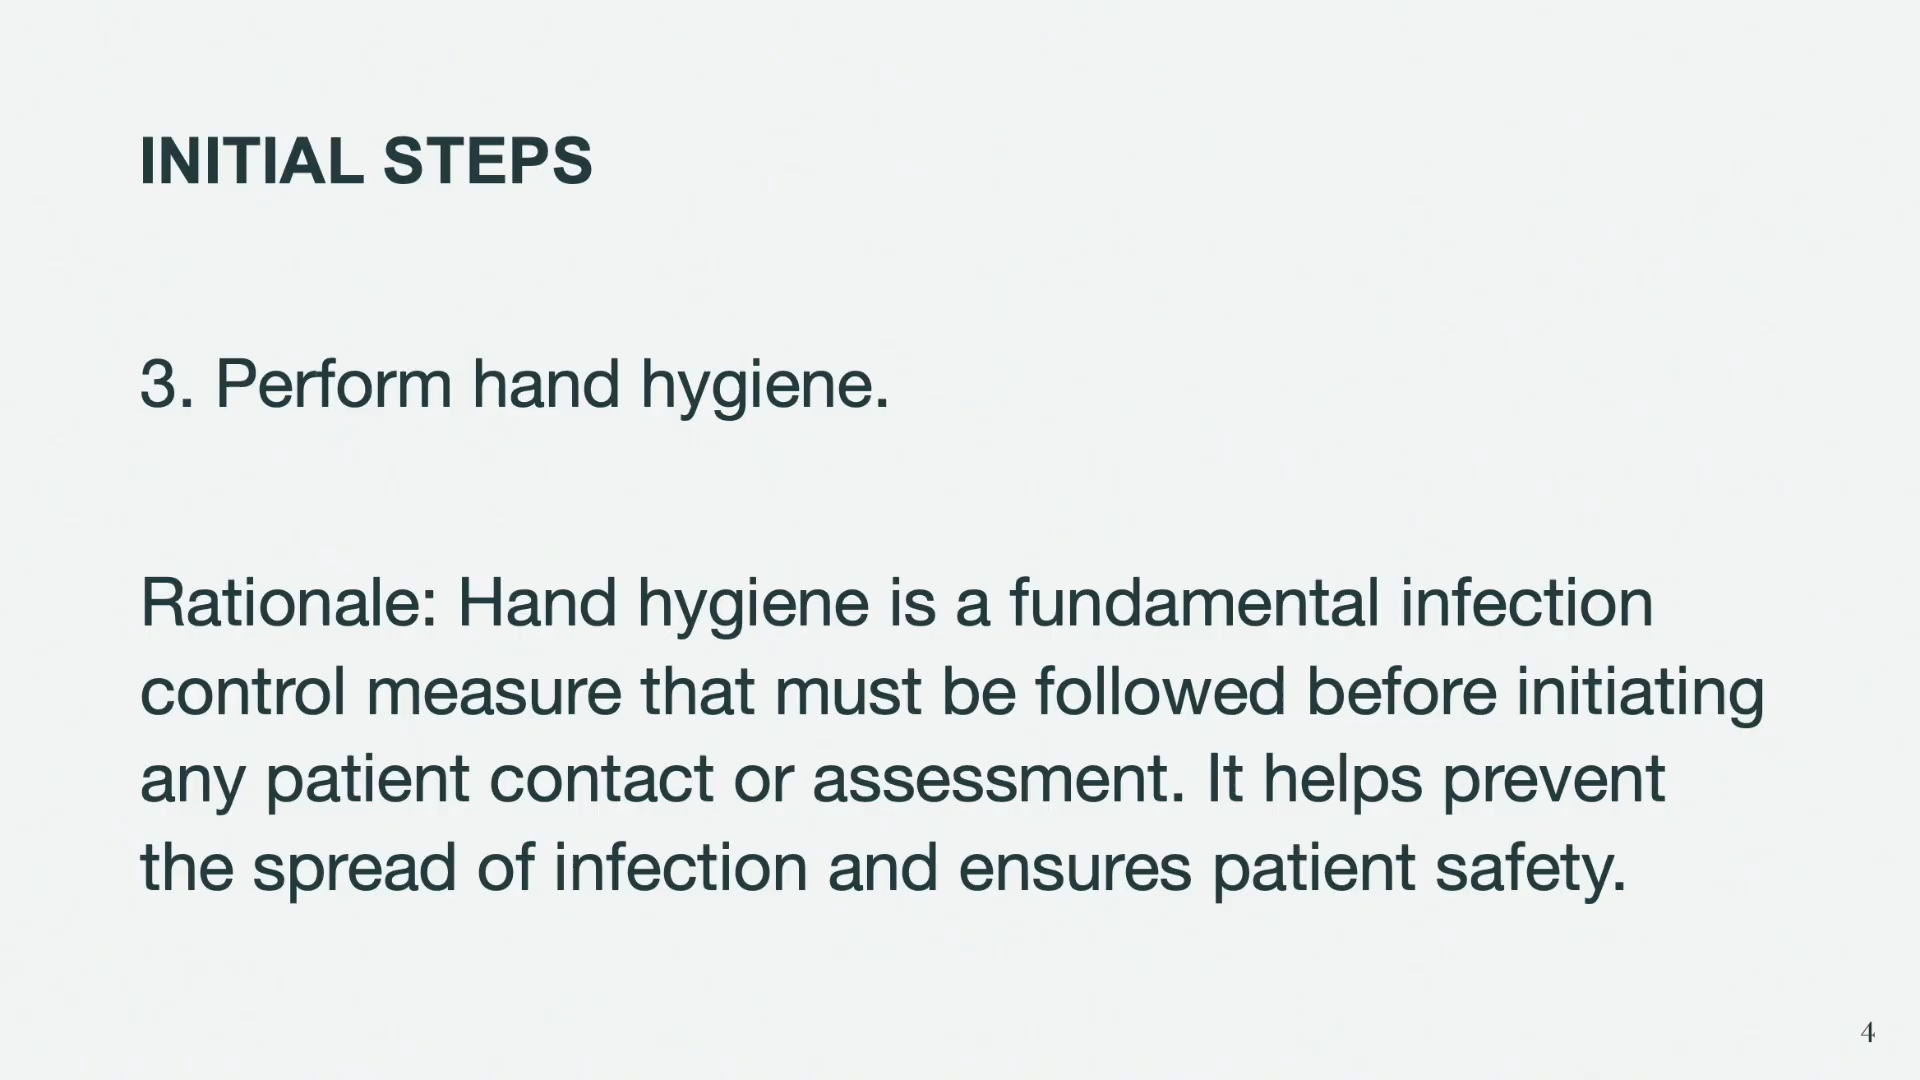 INITIAL STEPS
3. Perform hand hygiene.
Rationale: Hand hygiene is a fundamental infection
control measure that must be followed before initiating
any patient contact or assessment. It helps prevent
the spread of infection and ensures patient safety.
4